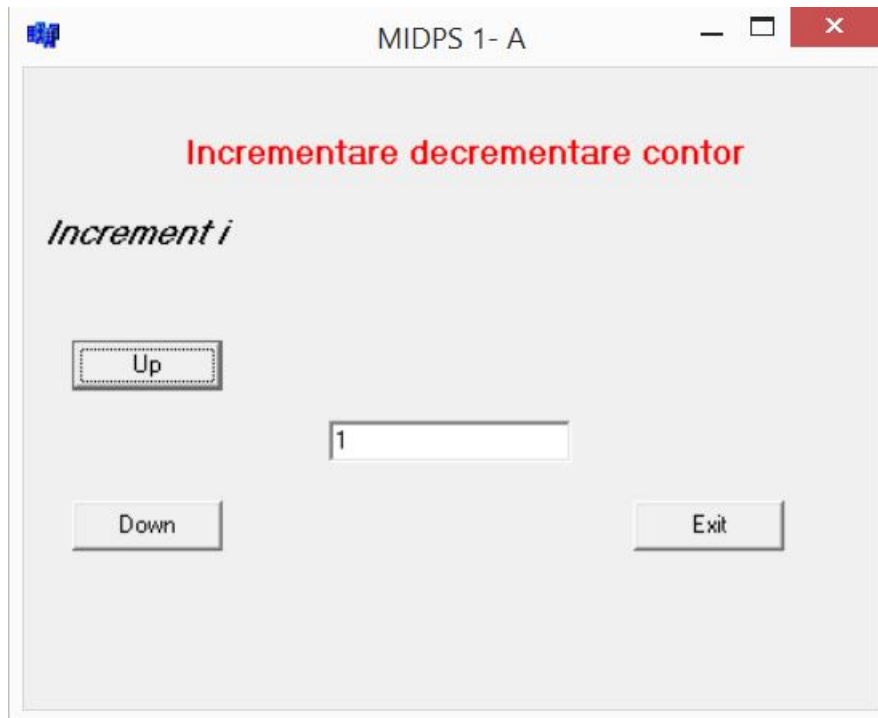 MIDPS 1- A
Incrementare decrementare contor
Increment i
Up
1
Down
Exit